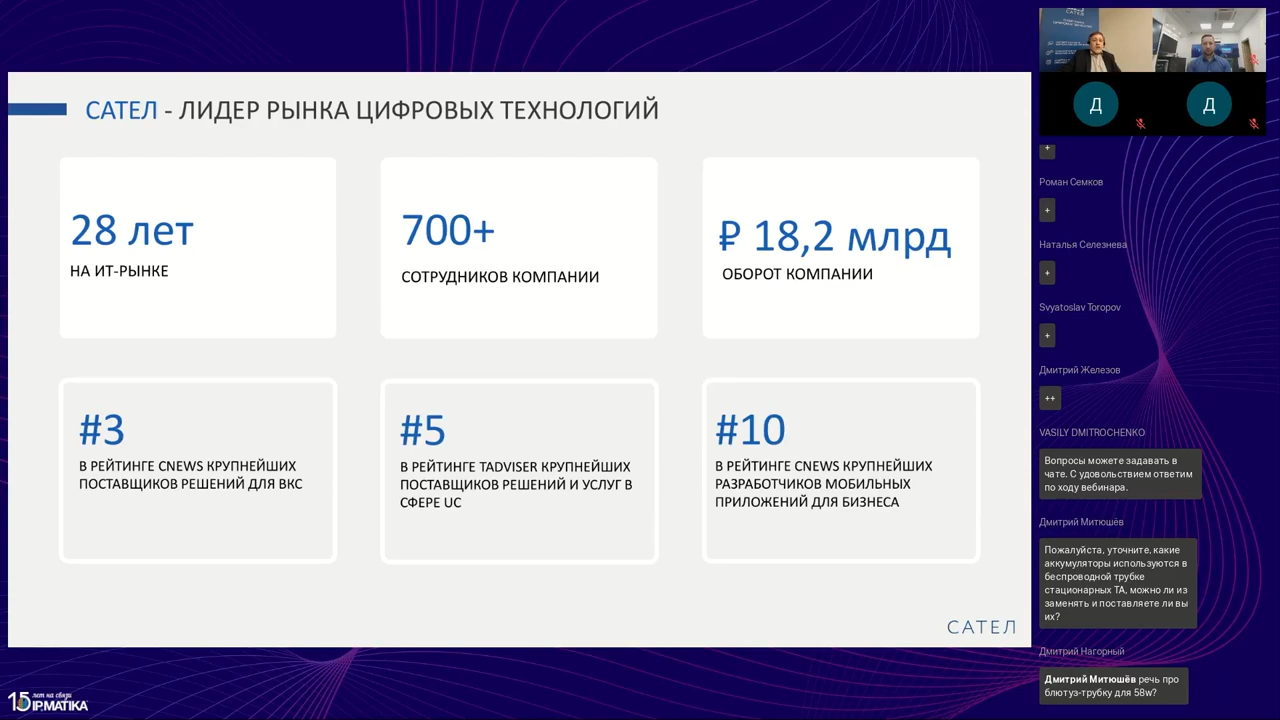 САТЕЛ - ЛИДЕР РЫНКА ЦИФРОВЫХ ТЕХНОЛОГИЙ
28 лет
НА ИТ-РЫНКЕ
700+
СОТРУДНИКОВ КОМПАНИИ
₽ 18,2 млрд
ОБОРОТ КОМПАНИИ
#3
В РЕЙТИНГЕ CNEWS КРУПНЕЙШИХ
ПОСТАВЩИКОВ РЕШЕНИЙ ДЛЯ ВКС
#5
В РЕЙТИНГЕ TADVISER КРУПНЕЙШИХ
ПОСТАВЩИКОВ РЕШЕНИЙ И УСЛУГ В
СФЕРЕ UC
#10
В РЕЙТИНГЕ CNEWS КРУПНЕЙШИХ
РАЗРАБОТЧИКОВ МОБИЛЬНЫХ
ПРИЛОЖЕНИЙ ДЛЯ БИЗНЕСА
САТЕЛ
15 лет на связи
IPMATIKA
САТЕЛ
Д
Д
+
Роман Семков
+
Наталья Селезнева
+
Svyatoslav Toropov
+
Дмитрий Железов
++
VASILY DMITROCHENKO
Вопросы можете задавать в
чате. С удовольствием ответим
по ходу вебинара.
Дмитрий Митюшёв
Пожалуйста, уточните, какие
аккумуляторы используются в
беспроводной трубке
стационарных ТА, можно ли из
заменять и поставляете ли вы
их?
Дмитрий Нагорный
Дмитрий Митюшёв речь про
блютуз-трубку для 58w?